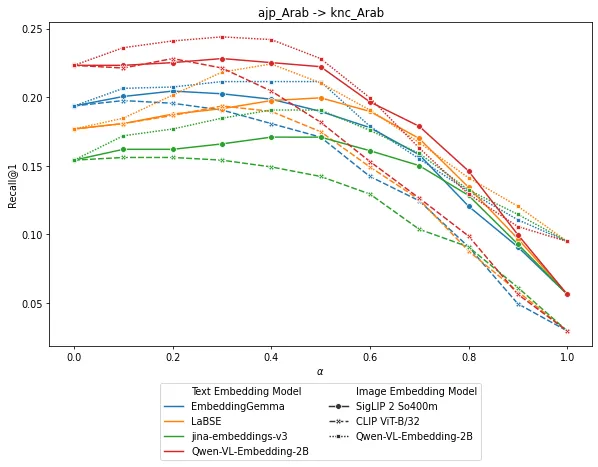 ajp_Arab -> knc_Arab
0.25
0.20
0.15
0.10
0.05
Recall@1
0.0 0.2 0.4 0.6 0.8 1.0
α
Text Embedding Model Image Embedding Model
EmbeddingGemma SigLIP 2 So400m
LaBSE CLIP ViT-B/32
jina-embeddings-v3 Qwen-VL-Embedding-2B
Qwen-VL-Embedding-2B